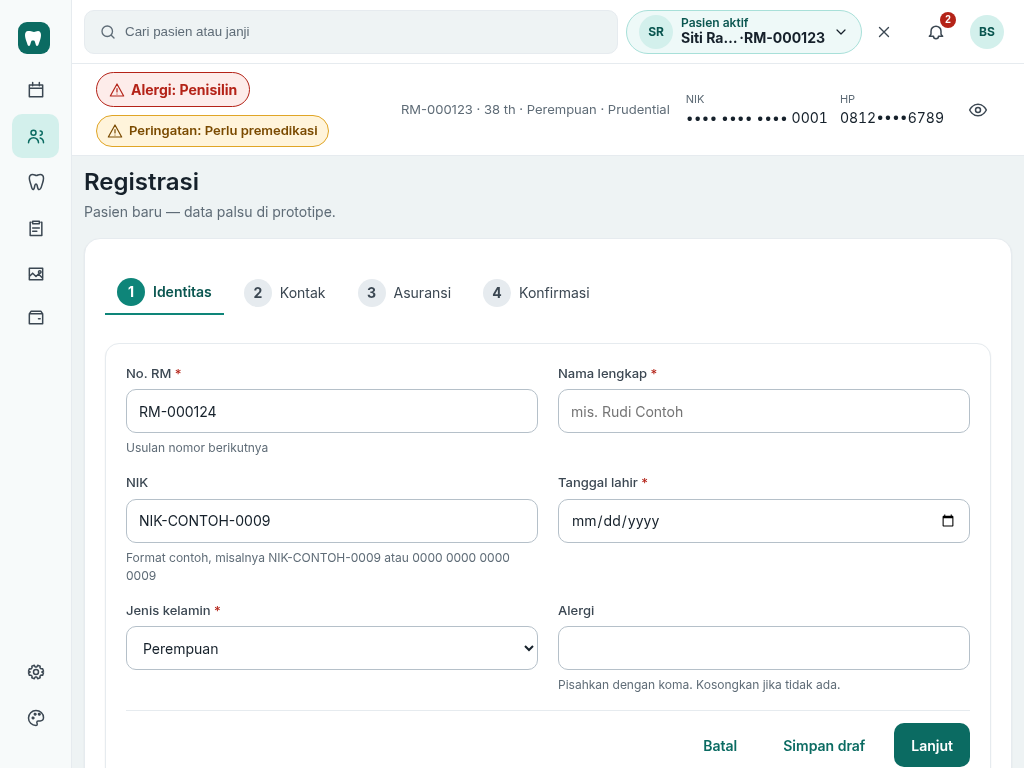 Cari pasien atau janji
SR
Pasien aktif
Siti Ra... ·RM-000123
2
BS
Alergi: Penisilin
Peringatan: Perlu premedikasi
RM-000123 · 38 th · Perempuan · Prudential
NIK
•••• •••• •••• 0001
HP
0812••••6789
Registrasi
Pasien baru — data palsu di prototipe.
1 Identitas
2 Kontak
3 Asuransi
4 Konfirmasi
No. RM *
RM-000124
Usulan nomor berikutnya
Nama lengkap *
mis. Rudi Contoh
NIK
NIK-CONTOH-0009
Format contoh, misalnya NIK-CONTOH-0009 atau 0000 0000 0000
0009
Tanggal lahir *
mm/dd/yyyy
Jenis kelamin *
Perempuan
Alergi
Pisahkan dengan koma. Kosongkan jika tidak ada.
Batal
Simpan draf
Lanjut